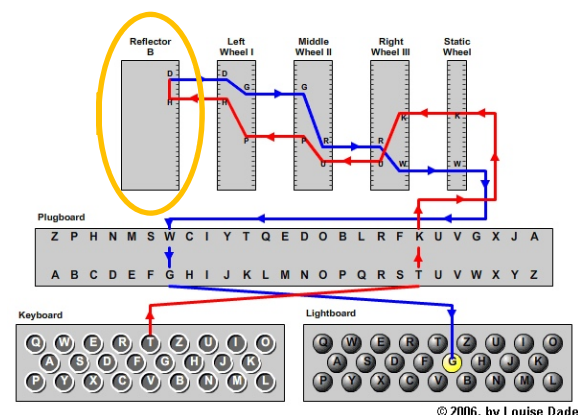 Reflector B
Left Wheel I
Middle Wheel II
Right Wheel III
Static Wheel
D D
G G
H H
K K
P P R R
U U W W
Plugboard
Z P H N M S W C I Y T Q E D O B L R F K U V G X J A
A B C D E F G H I J K L M N O P Q R S T U V W X Y Z
Keyboard
Q W E R T Z U I O
A S D F G H J K
P Y X C V B N M L
Lightboard
Q W E R T Z U I O
A S D F G H J K
P Y X C V B N M L
© 2006, by Louise Dade